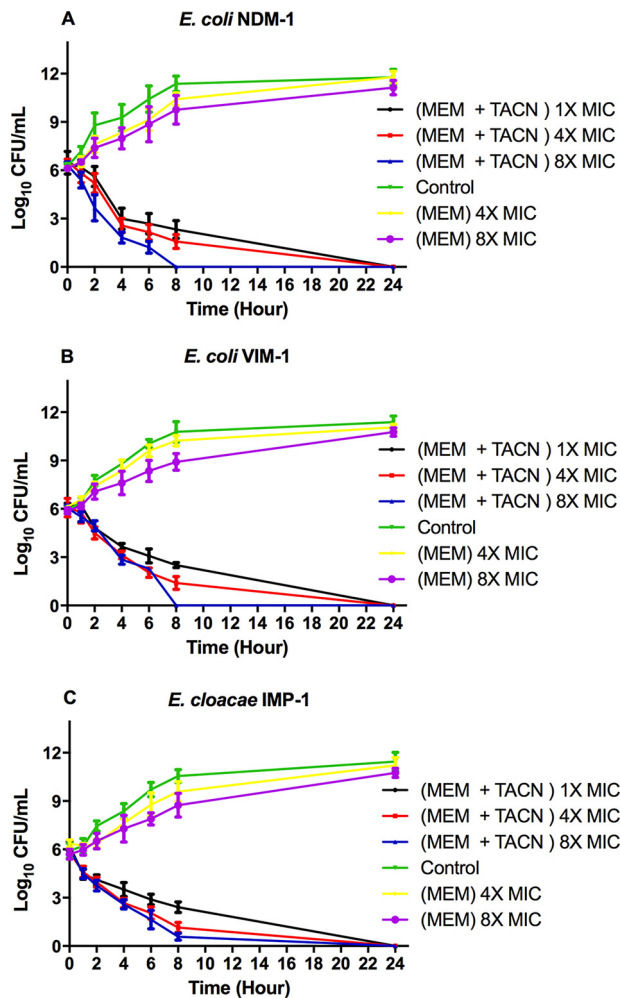 A
E. coli NDM-1
Log10 CFU/mL
12
9
6
3
0
0 2 4 6 8 10 12 14 16 18 20 22 24
Time (Hour)
(MEM + TACN ) 1X MIC
(MEM + TACN ) 4X MIC
(MEM + TACN ) 8X MIC
Control
(MEM) 4X MIC
(MEM) 8X MIC
B
E. coli VIM-1
Log10 CFU/mL
12
9
6
3
0
0 2 4 6 8 10 12 14 16 18 20 22 24
Time (Hour)
(MEM + TACN ) 1X MIC
(MEM + TACN ) 4X MIC
(MEM + TACN ) 8X MIC
Control
(MEM) 4X MIC
(MEM) 8X MIC
C
E. cloacae IMP-1
Log10 CFU/mL
12
9
6
3
0
0 2 4 6 8 10 12 14 16 18 20 22 24
Time (Hour)
(MEM + TACN ) 1X MIC
(MEM + TACN ) 4X MIC
(MEM + TACN ) 8X MIC
Control
(MEM) 4X MIC
(MEM) 8X MIC